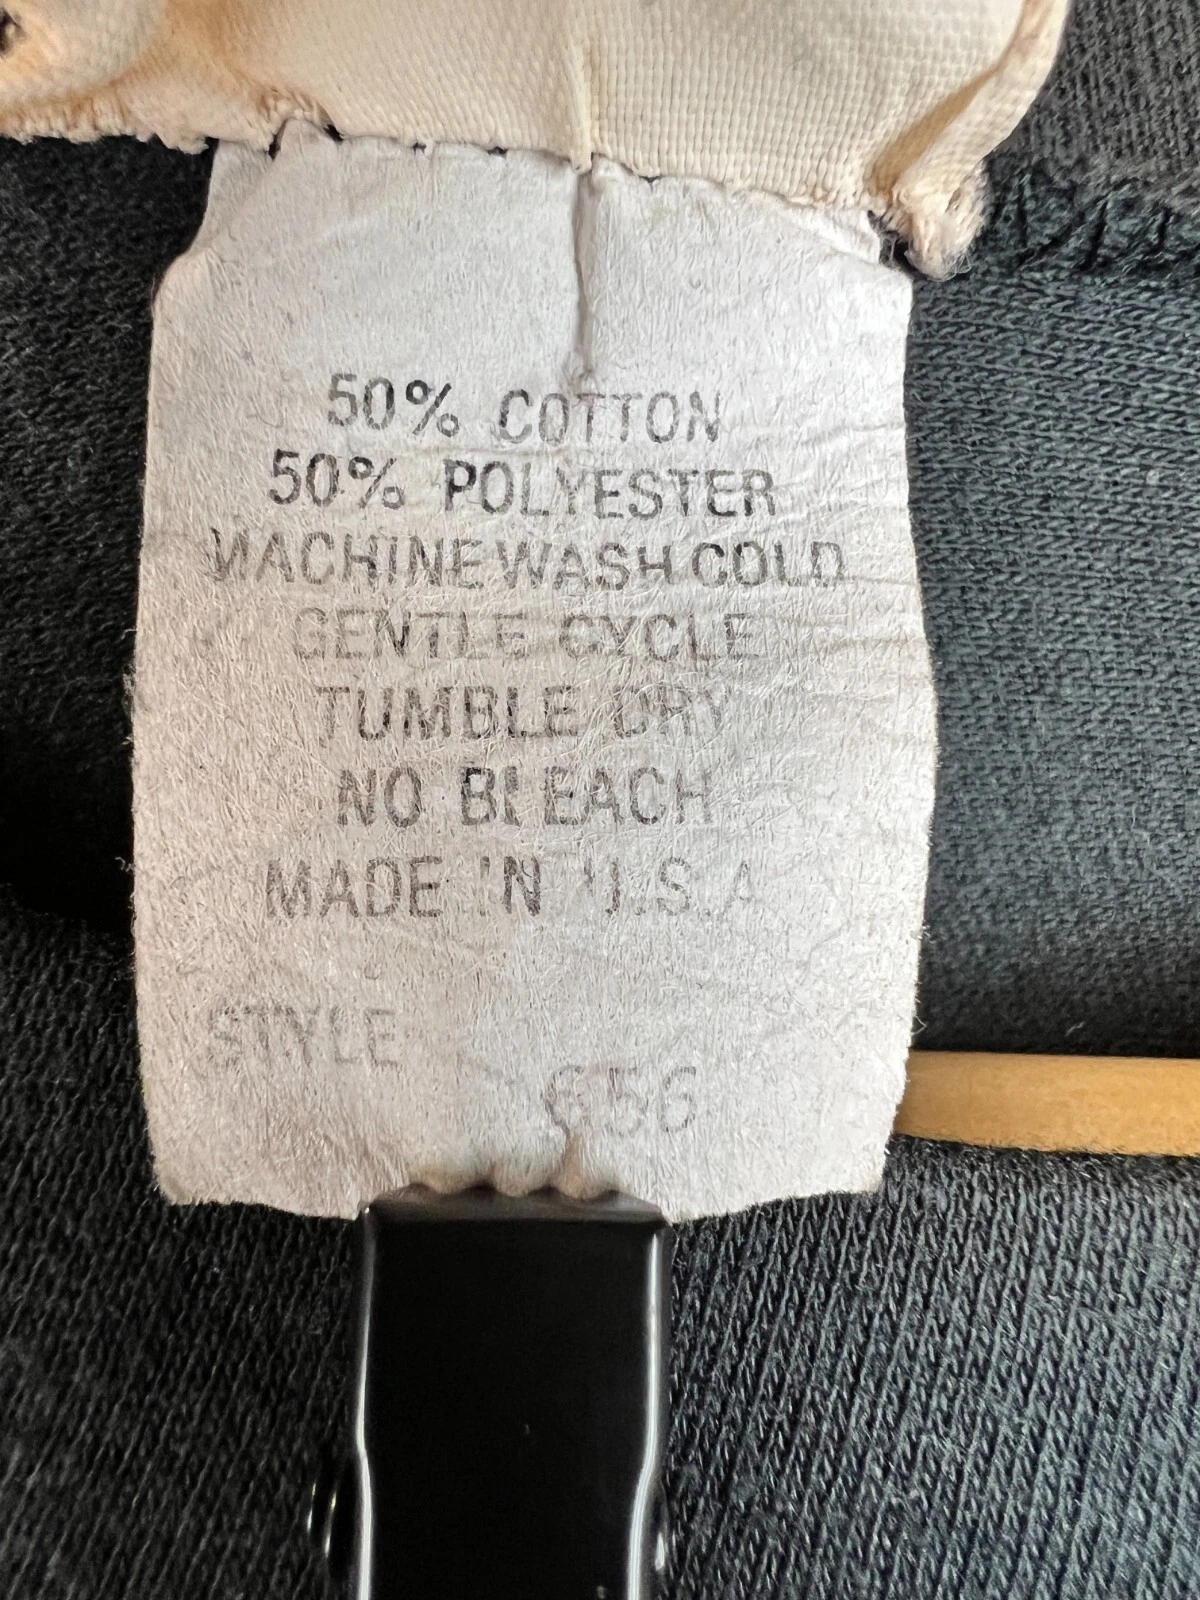 50% COTTON
50% POLYESTER
MACHINE WASH COLD
GENTLE CYCLE
TUMBLE DRY
NO BLEACH
MADE IN U.S.A
STYLE
656